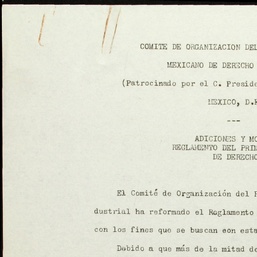 COMITE DE ORGANIZACION DEL
MEXICANO DE DERECHO
(Patrocinado por el C. Presid
MEXICO, D.
---
ADICIONES Y MO
REGLAMENTO DEL PRI
DE DERECHO
El Comité de Organización del
dustrial ha reformado el Reglamento
con los fines que se buscan con esta
Debido a que más de la mitad de